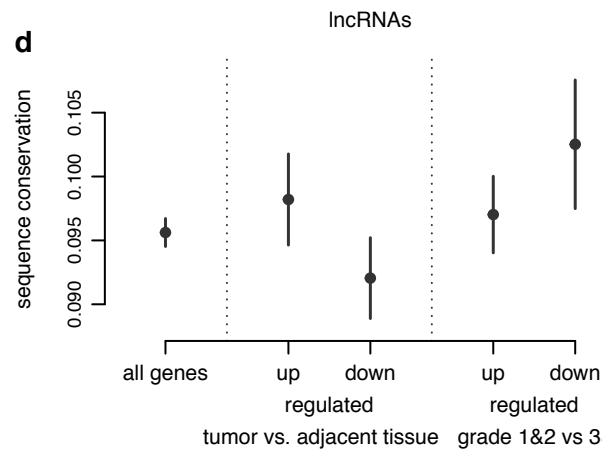 lncRNAs
d
sequence conservation
0.105
0.100
0.095
0.090
all genes
up
down
up
down
regulated
regulated
tumor vs. adjacent tissue
grade 1&2 vs 3